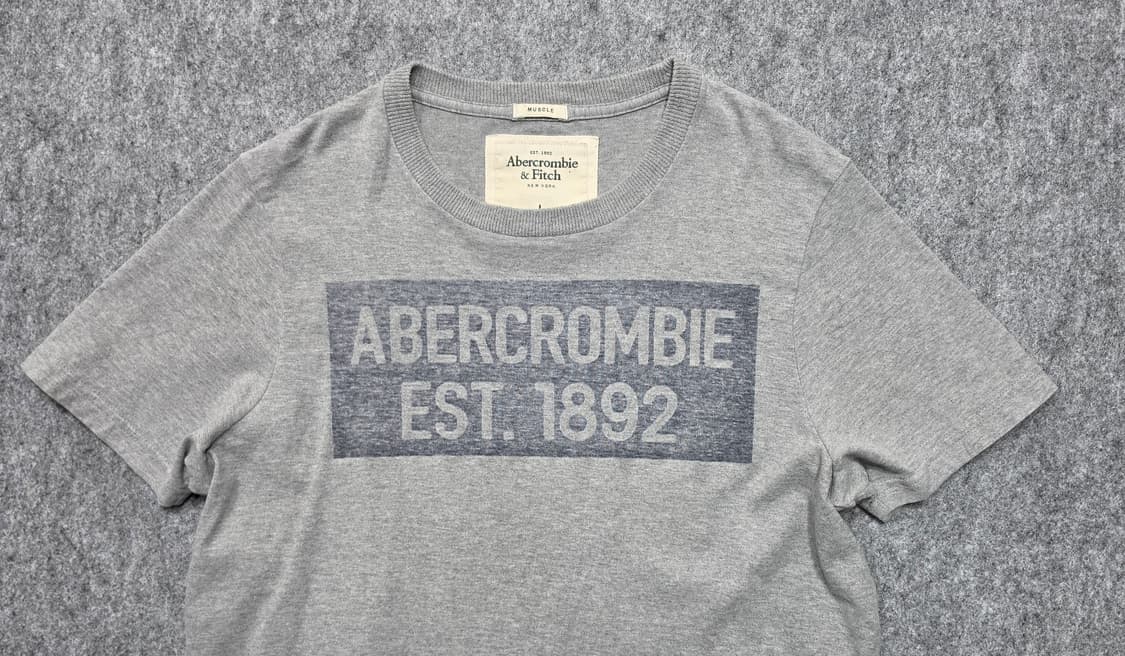 MUSCLE
EST. 1892
Abercrombie
& Fitch
NEW YORK
ABERCROMBIE
EST. 1892